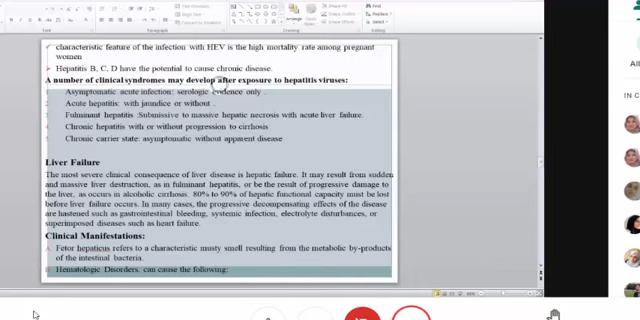 characteristic feature of the infection with HEV is the high mortality rate among pregnant
women
Hepatitis B, C, D have the potential to cause chronic disease.
A number of clinical syndromes may develop after exposure to hepatitis viruses:
Asymptomatic acute infection: serologic evidence only .
Acute hepatitis: with jaundice or without .
Fulminant hepatitis :Submissive to massive hepatic necrosis with acute liver failure.
Chronic hepatitis with or without progression to cirrhosis
Chronic carrier state: asymptomatic without apparent disease
Liver Failure
The most severe clinical consequence of liver disease is hepatic failure. It may result from sudden
and massive liver destruction, as in fulminant hepatitis, or be the result of progressive damage to
the liver, as occurs in alcoholic cirrhosis. 80% to 90% of hepatic functional capacity must be lost
before liver failure occurs. In many cases, the progressive decompensating effects of the disease
are hastened such as gastrointestinal bleeding, systemic infection, electrolyte disturbances, or
superimposed diseases such as heart failure.
Clinical Manifestations:
A. Fetor hepaticus refers to a characteristic musty smell resulting from the metabolic by-products
of the intestinal bacteria.
B. Hematologic Disorders. can cause the following:
Arrange
Find
Replace
Select
All